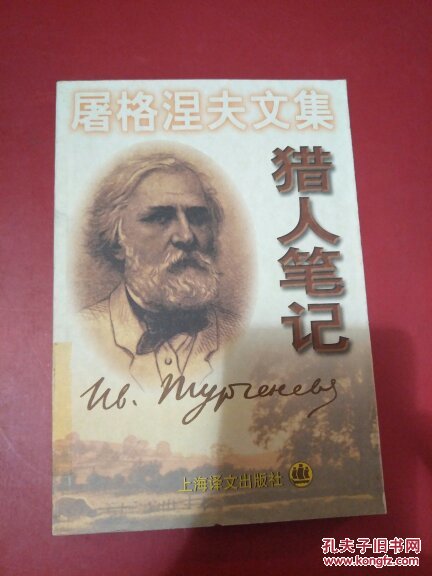 屠格涅夫文集
猎人笔记
Ив. Тургеневъ
上海译文出版社
孔夫子旧书网
www.kongfz.com